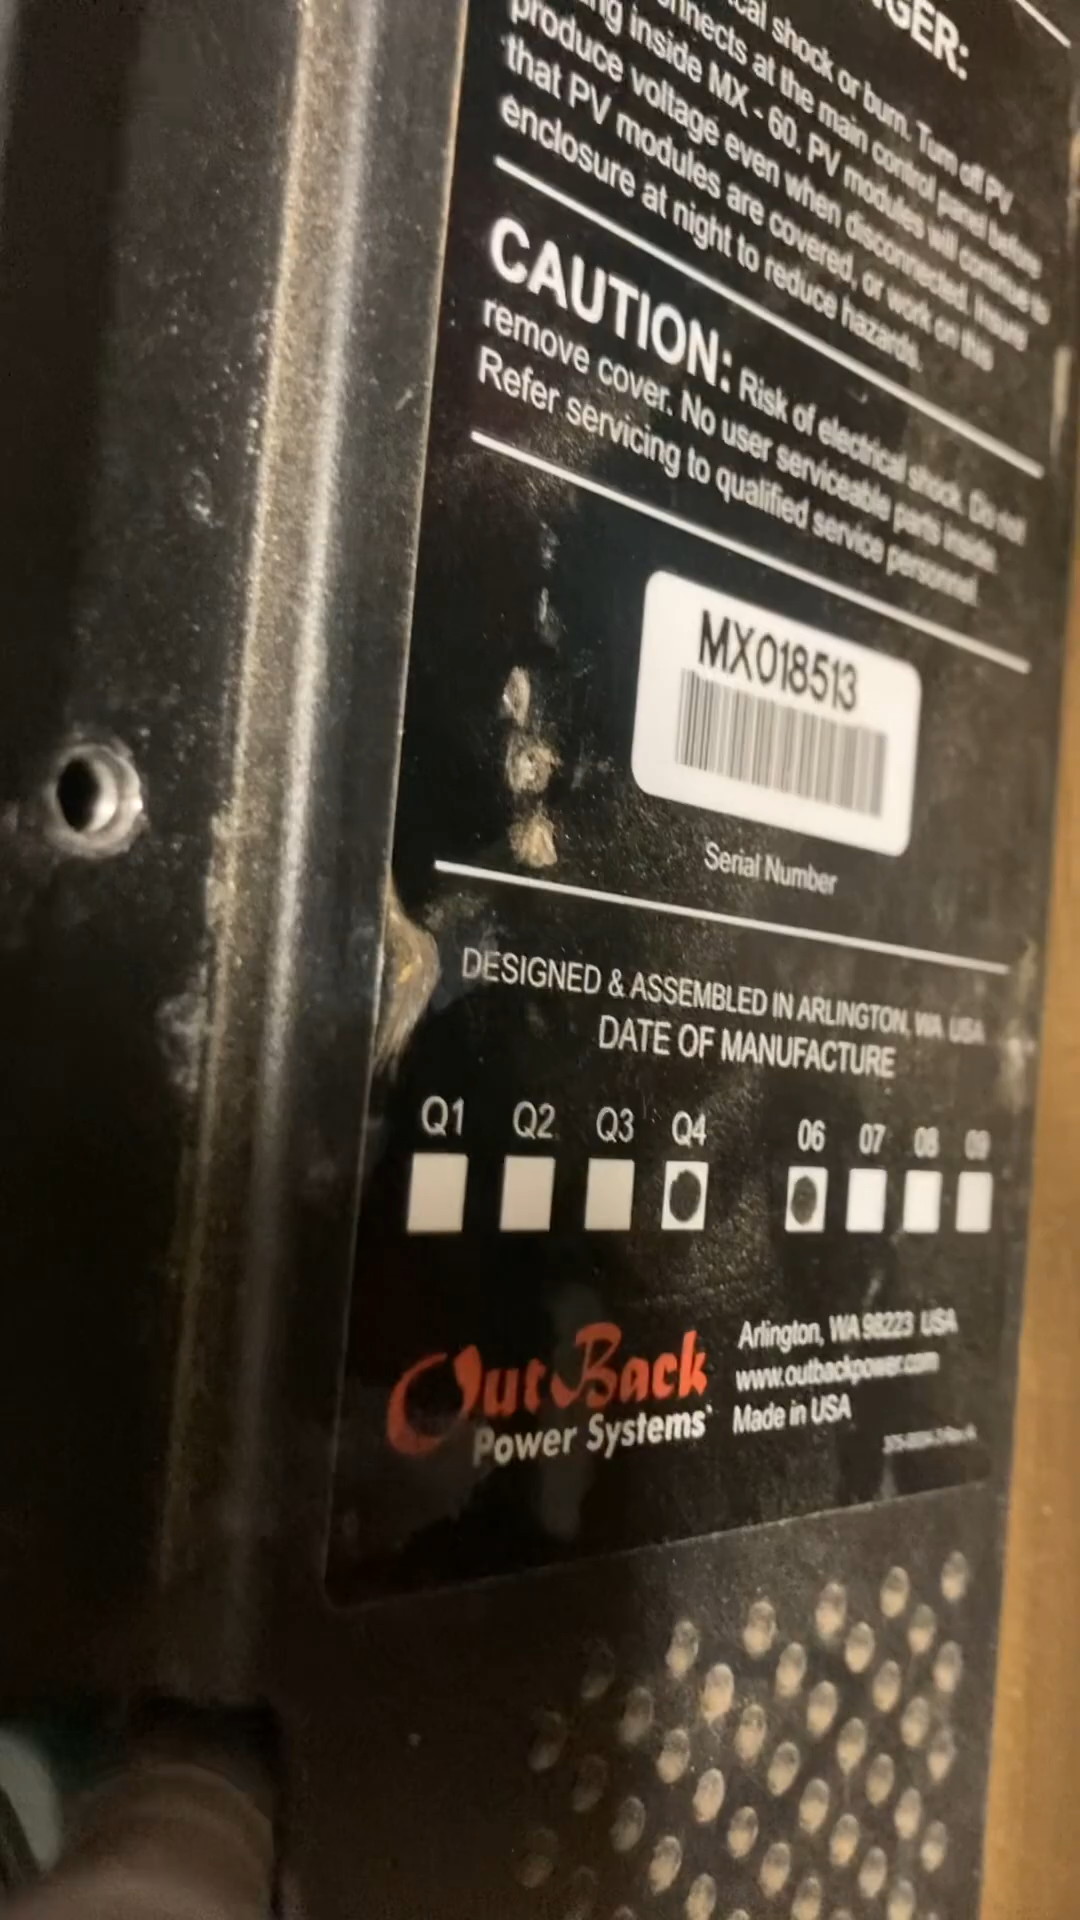 GER:
cal shock or burn. Turn off PV
nnects at the main control panel before
ng inside MX - 60. PV modules will continue to
produce voltage even when disconnected. Insure
that PV modules are covered, or work on this
enclosure at night to reduce hazards.
CAUTION: Risk of electrical shock. Do not
remove cover. No user serviceable parts inside.
Refer servicing to qualified service personnel.
MX018513
Serial Number
DESIGNED & ASSEMBLED IN ARLINGTON, WA USA
DATE OF MANUFACTURE
Q1 Q2 Q3 Q4 06 07 08 09
OutBack
Power Systems
Arlington, WA 98223 USA
www.outbackpower.com
Made in USA